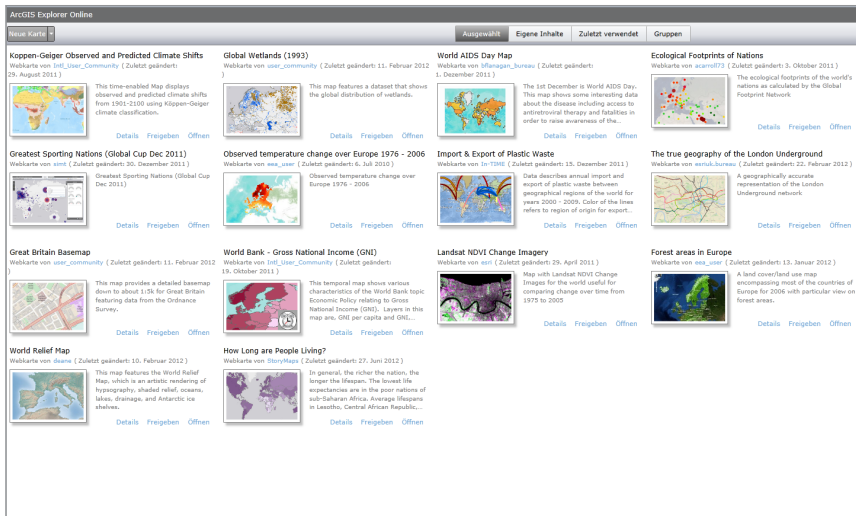 ArcGIS Explorer Online
Neue Karte
Ausgewählt Eigene Inhalte Zuletzt verwendet Gruppen
Koppen-Geiger Observed and Predicted Climate Shifts
Webkarte von Intl_User_Community ( Zuletzt geändert:
29. August 2011 )
This time-enabled Map displays
observed and predicted climate shifts
from 1901-2100 using Köppen-Geiger
climate classification.
Details Freigeben Öffnen
Global Wetlands (1993)
Webkarte von user_community ( Zuletzt geändert: 11. Februar 2012
)
This map features a dataset that shows
the global distribution of wetlands.
Details Freigeben Öffnen
World AIDS Day Map
Webkarte von bflanagan_bureau ( Zuletzt geändert:
1. Dezember 2011 )
The 1st December is World AIDS Day.
This map shows some interesting data
about the disease including access to
antiretroviral therapy and fatalities in
order to raise awareness of the...
Details Freigeben Öffnen
Ecological Footprints of Nations
Webkarte von acarroll73 ( Zuletzt geändert: 3. Oktober 2011 )
The ecological footprints of the world's
nations as calculated by the Global
Footprint Network
Details Freigeben Öffnen
Greatest Sporting Nations (Global Cup Dec 2011)
Webkarte von simt ( Zuletzt geändert: 30. Dezember 2011 )
Greatest Sporting Nations (Global Cup
Dec 2011)
Details Freigeben Öffnen
Observed temperature change over Europe 1976 - 2006
Webkarte von eea_user ( Zuletzt geändert: 6. Juli 2010 )
Observed temperature change over
Europe 1976 - 2006
Details Freigeben Öffnen
Import & Export of Plastic Waste
Webkarte von In-TIME ( Zuletzt geändert: 15. Dezember 2011 )
Data describes annual import and
export of plastic waste between
geographical regions of the world for
years 2000 - 2009. Color of the lines
refers to region of origin for export...
Details Freigeben Öffnen
The true geography of the London Underground
Webkarte von esriuk.bureau ( Zuletzt geändert: 22. Februar 2012 )
A geographically accurate
representation of the London
Underground network
Details Freigeben Öffnen
Great Britain Basemap
Webkarte von user_community ( Zuletzt geändert: 11. Februar 2012
)
This map provides a detailed basemap
down to about 1:5k for Great Britain
featuring data from the Ordnance
Survey.
Details Freigeben Öffnen
World Bank - Gross National Income (GNI)
Webkarte von Intl_User_Community ( Zuletzt geändert:
19. Oktober 2011 )
This temporal map shows various
characteristics of the World Bank topic
Economic Policy relating to Gross
National Income (GNI). Layers in this
map are. GNI per capita and GNI,...
Details Freigeben Öffnen
Landsat NDVI Change Imagery
Webkarte von esri ( Zuletzt geändert: 29. April 2011 )
Map with Landsat NDVI Change
Images for the world useful for
comparing change over time from
1975 to 2005
Details Freigeben Öffnen
Forest areas in Europe
Webkarte von eea_user ( Zuletzt geändert: 13. Januar 2012 )
A land cover/land use map
encompassing most of the countries of
Europe for 2006 with particular view on
forest areas.
Details Freigeben Öffnen
World Relief Map
Webkarte von deane ( Zuletzt geändert: 10. Februar 2012 )
This map features the World Relief
Map, which is an artistic rendering of
hypsography, shaded relief, oceans,
lakes, drainage, and Antarctic ice
shelves.
Details Freigeben Öffnen
How Long are People Living?
Webkarte von StoryMaps ( Zuletzt geändert: 27. Juni 2012 )
In general, the richer the nation, the
longer the lifespan. The lowest life
expectancies are in the poor nations of
sub-Saharan Africa. Average lifespans
in Lesotho, Central African Republic,...
Details Freigeben Öffnen